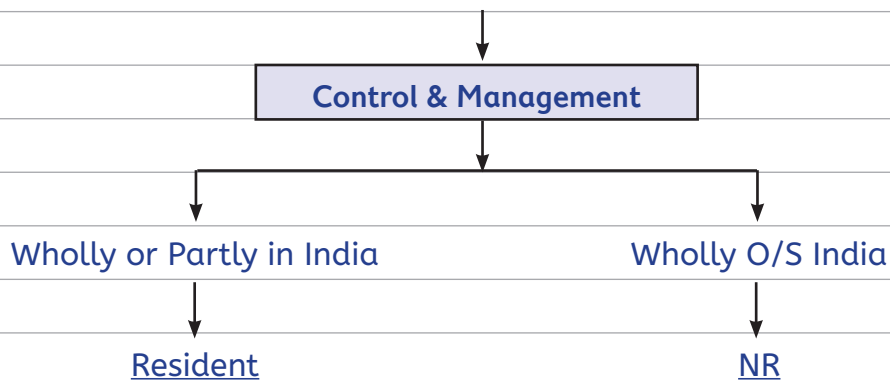 Control & Management
Wholly or Partly in India Wholly O/S India
Resident NR